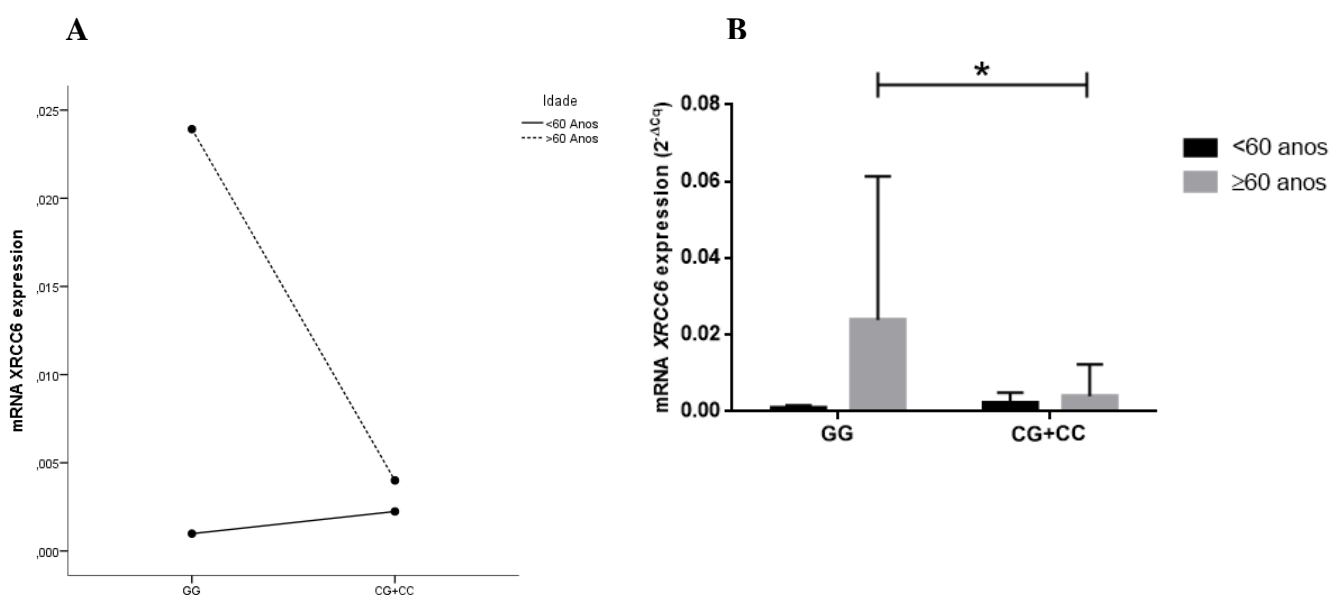 A
mRNA XRCC6 expression
,025
,020
,015
,010
,005
,000
GG
CG+CC
Idade
<60 Anos
>60 Anos
B
*
mRNA XRCC6 expression (2-ΔCq)
0.08
0.06
0.04
0.02
0.00
GG
CG+CC
<60 anos
≥60 anos